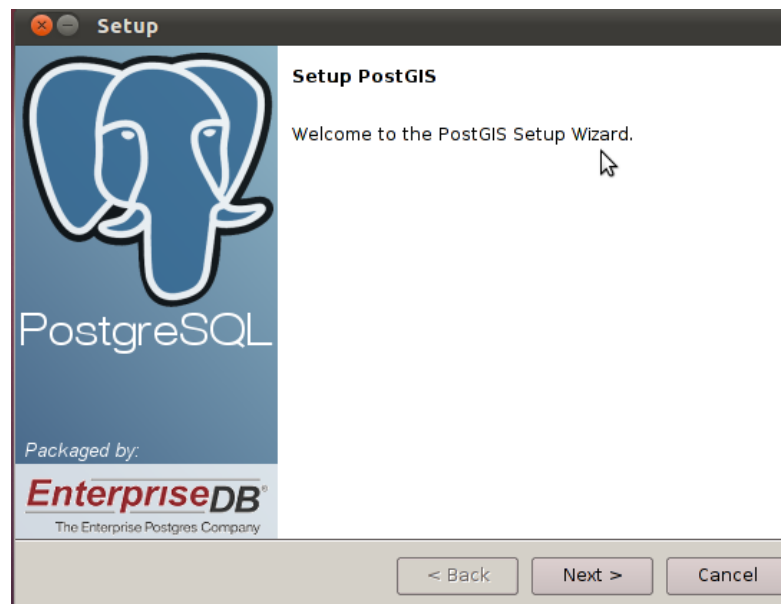 Setup
Setup PostGIS
Welcome to the PostGIS Setup Wizard.
PostgreSQL
Packaged by:
EnterpriseDB®
The Enterprise Postgres Company
< Back
Next >
Cancel